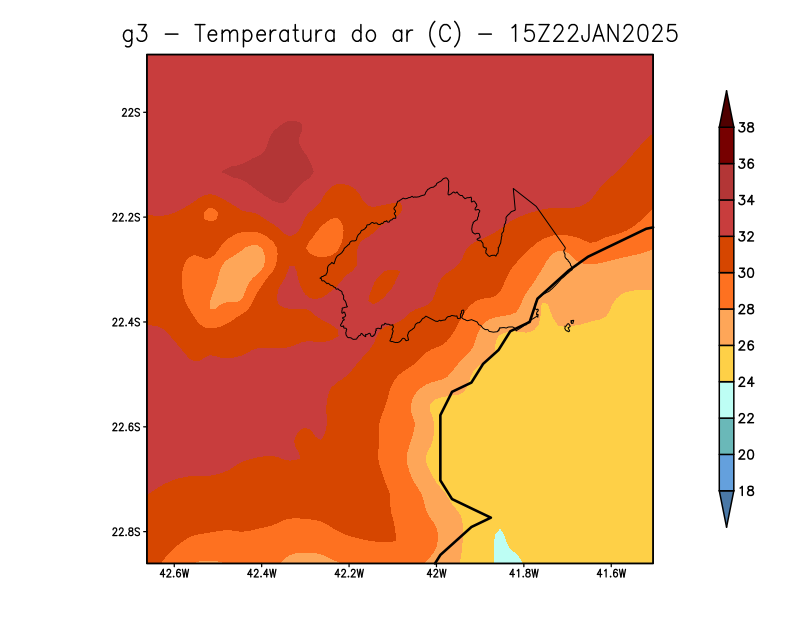 g3 - Temperatura do ar (C) - 15Z22JAN2025
22S
22.2S
22.4S
22.6S
22.8S
42.6W
42.4W
42.2W
42W
41.8W
41.6W
38
36
34
32
30
28
26
24
22
20
18